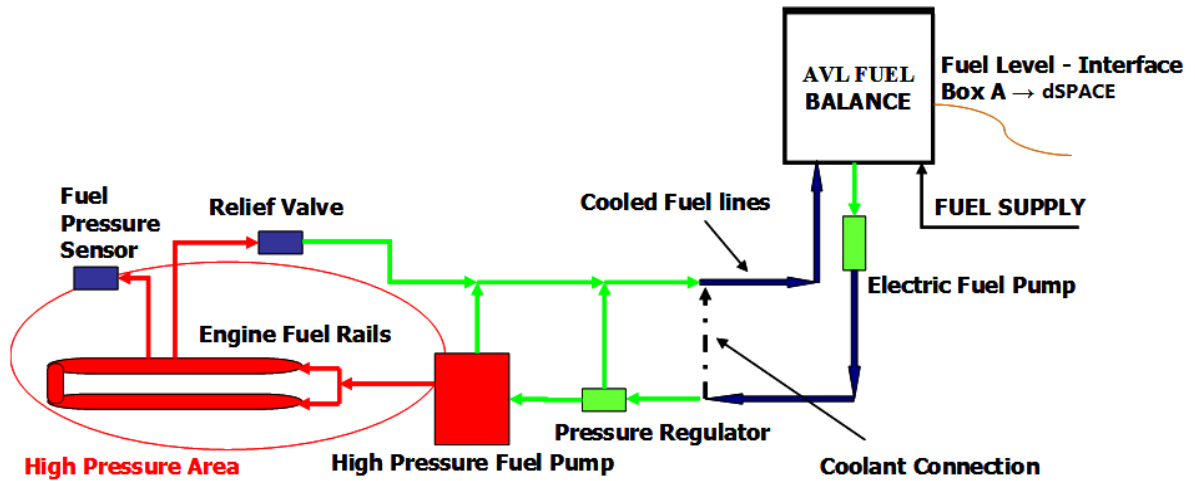 AVL FUEL
BALANCE
Fuel Level - Interface
Box A → dSPACE
Fuel
Pressure
Sensor
Relief Valve
Cooled Fuel lines
FUEL SUPPLY
Electric Fuel Pump
Engine Fuel Rails
Pressure Regulator
High Pressure Area
High Pressure Fuel Pump
Coolant Connection